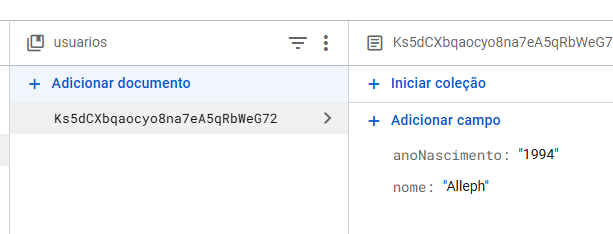 usuarios
Adicionar documento
Ks5dCXbqaocyo8na7eA5qRbWeG72
Ks5dCXbqaocyo8na7eA5qRbWeG7
Iniciar coleção
Adicionar campo
anoNascimento: "1994"
nome: "Alleph"